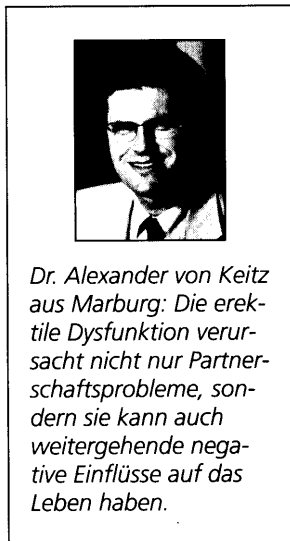 Dr. Alexander von Keitz
aus Marburg: Die erek-
tile Dysfunktion verur-
sacht nicht nur Partner-
schaftsprobleme, son-
dern sie kann auch
weitergehende nega-
tive Einflüsse auf das
Leben haben.